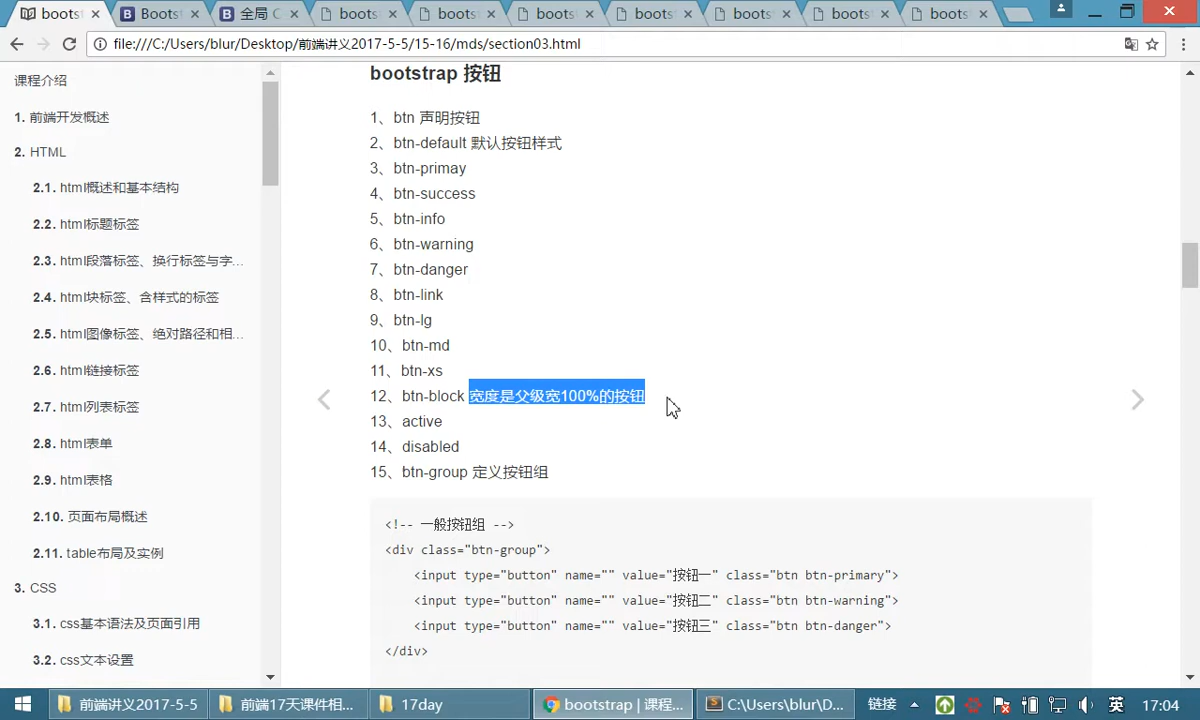 boots
Boots
全局 C
boots
boots
boots
boots
boots
boots
boots
file:///C:/Users/blur/Desktop/前端讲义2017-5-5/15-16/mds/section03.html
课程介绍
1. 前端开发概述
2. HTML
2.1. html概述和基本结构
2.2. html标题标签
2.3. html段落标签、换行标签与字...
2.4. html块标签、含样式的标签
2.5. html图像标签、绝对路径和相...
2.6. html链接标签
2.7. html列表标签
2.8. html表单
2.9. html表格
2.10. 页面布局概述
2.11. table布局及实例
3. CSS
3.1. css基本语法及页面引用
3.2. css文本设置
bootstrap 按钮
1、btn 声明按钮
2、btn-default 默认按钮样式
3、btn-primay
4、btn-success
5、btn-info
6、btn-warning
7、btn-danger
8、btn-link
9、btn-lg
10、btn-md
11、btn-xs
12、btn-block 宽度是父级宽100%的按钮
13、active
14、disabled
15、btn-group 定义按钮组
<!-- 一般按钮组 -->
<div class="btn-group">
<input type="button" name="" value="按钮一" class="btn btn-primary">
<input type="button" name="" value="按钮二" class="btn btn-warning">
<input type="button" name="" value="按钮三" class="btn btn-danger">
</div>
前端讲义2017-5-5
前端17天课件相...
17day
bootstrap | 课程...
C:\Users\blur\D...
链接
英
17:04